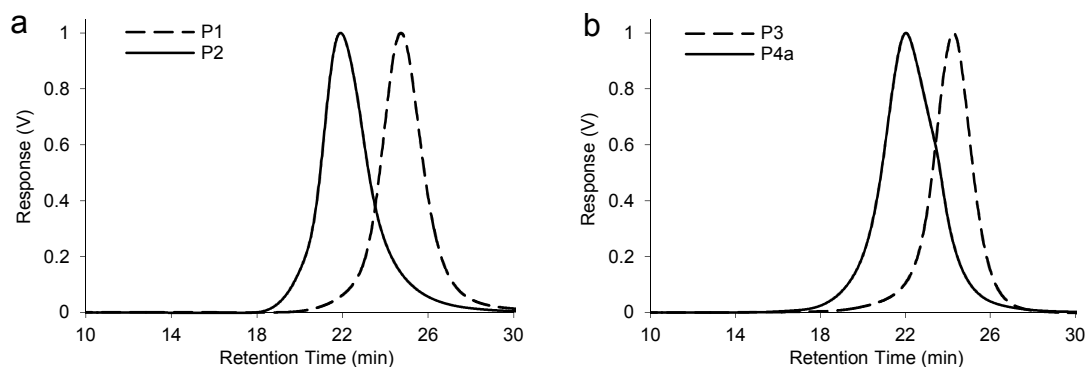 a
P1
P2
1
0.8
0.6
0.4
0.2
0
Response (V)
10 14 18 22 26 30
Retention Time (min)
b
P3
P4a
1
0.8
0.6
0.4
0.2
0
Response (V)
10 14 18 22 26 30
Retention Time (min)